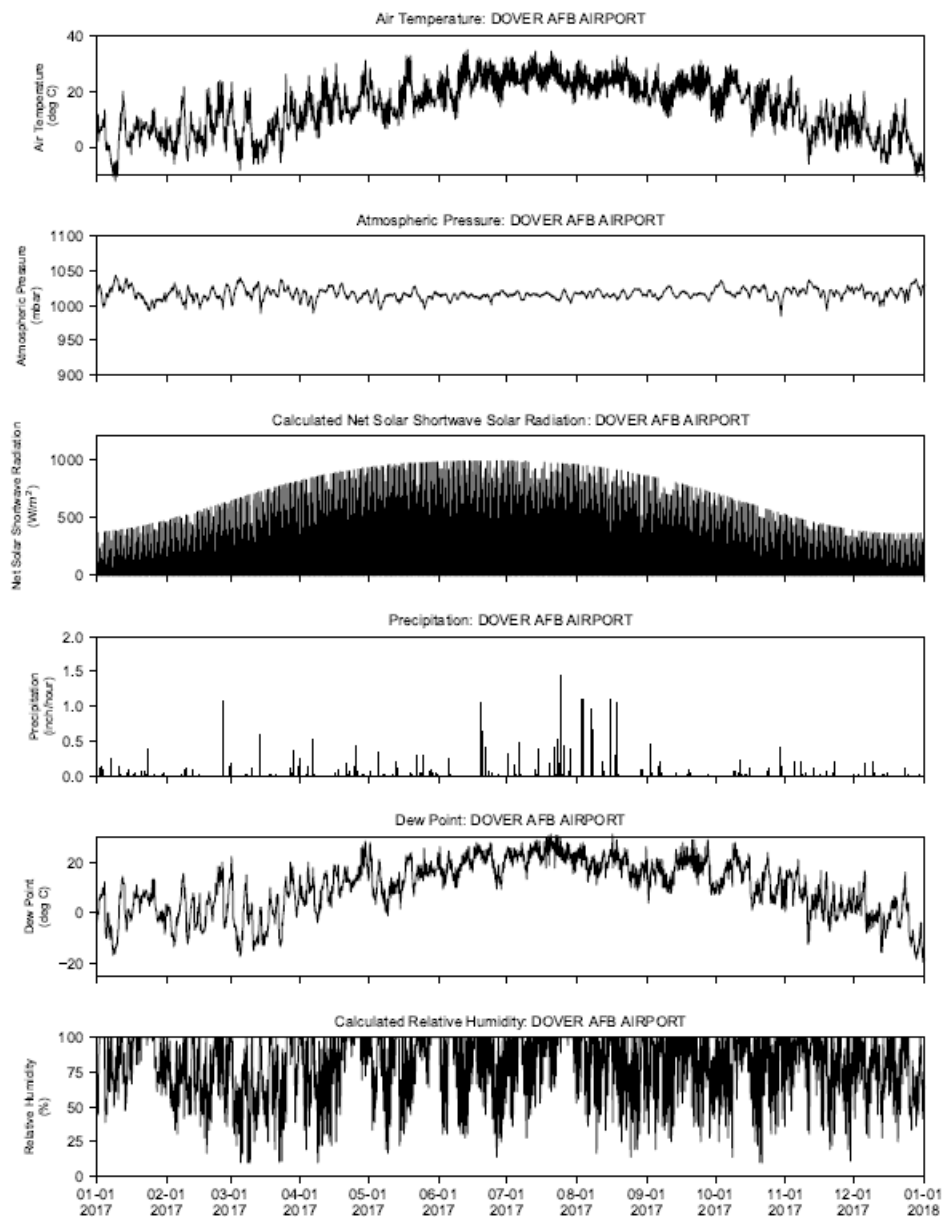 Air Temperature: DOVER AFB AIRPORT
Air Temperature
(deg C)
40
20
0
Atmospheric Pressure: DOVER AFB AIRPORT
Atmospheric Pressure
(mbar)
1100
1050
1000
950
900
Calculated Net Solar Shortwave Solar Radiation: DOVER AFB AIRPORT
Net Solar Shortwave Radiation
(W/m²)
1000
500
0
Precipitation: DOVER AFB AIRPORT
Precipitation
(inch/hour)
2.0
1.5
1.0
0.5
0.0
Dew Point: DOVER AFB AIRPORT
Dew Point
(deg C)
20
0
−20
Calculated Relative Humidity: DOVER AFB AIRPORT
Relative Humidity
(%)
100
75
50
25
0
01-01 02-01 03-01 04-01 05-01 06-01 07-01 08-01 09-01 10-01 11-01 12-01 01-01
2017 2017 2017 2017 2017 2017 2017 2017 2017 2017 2017 2017 2018